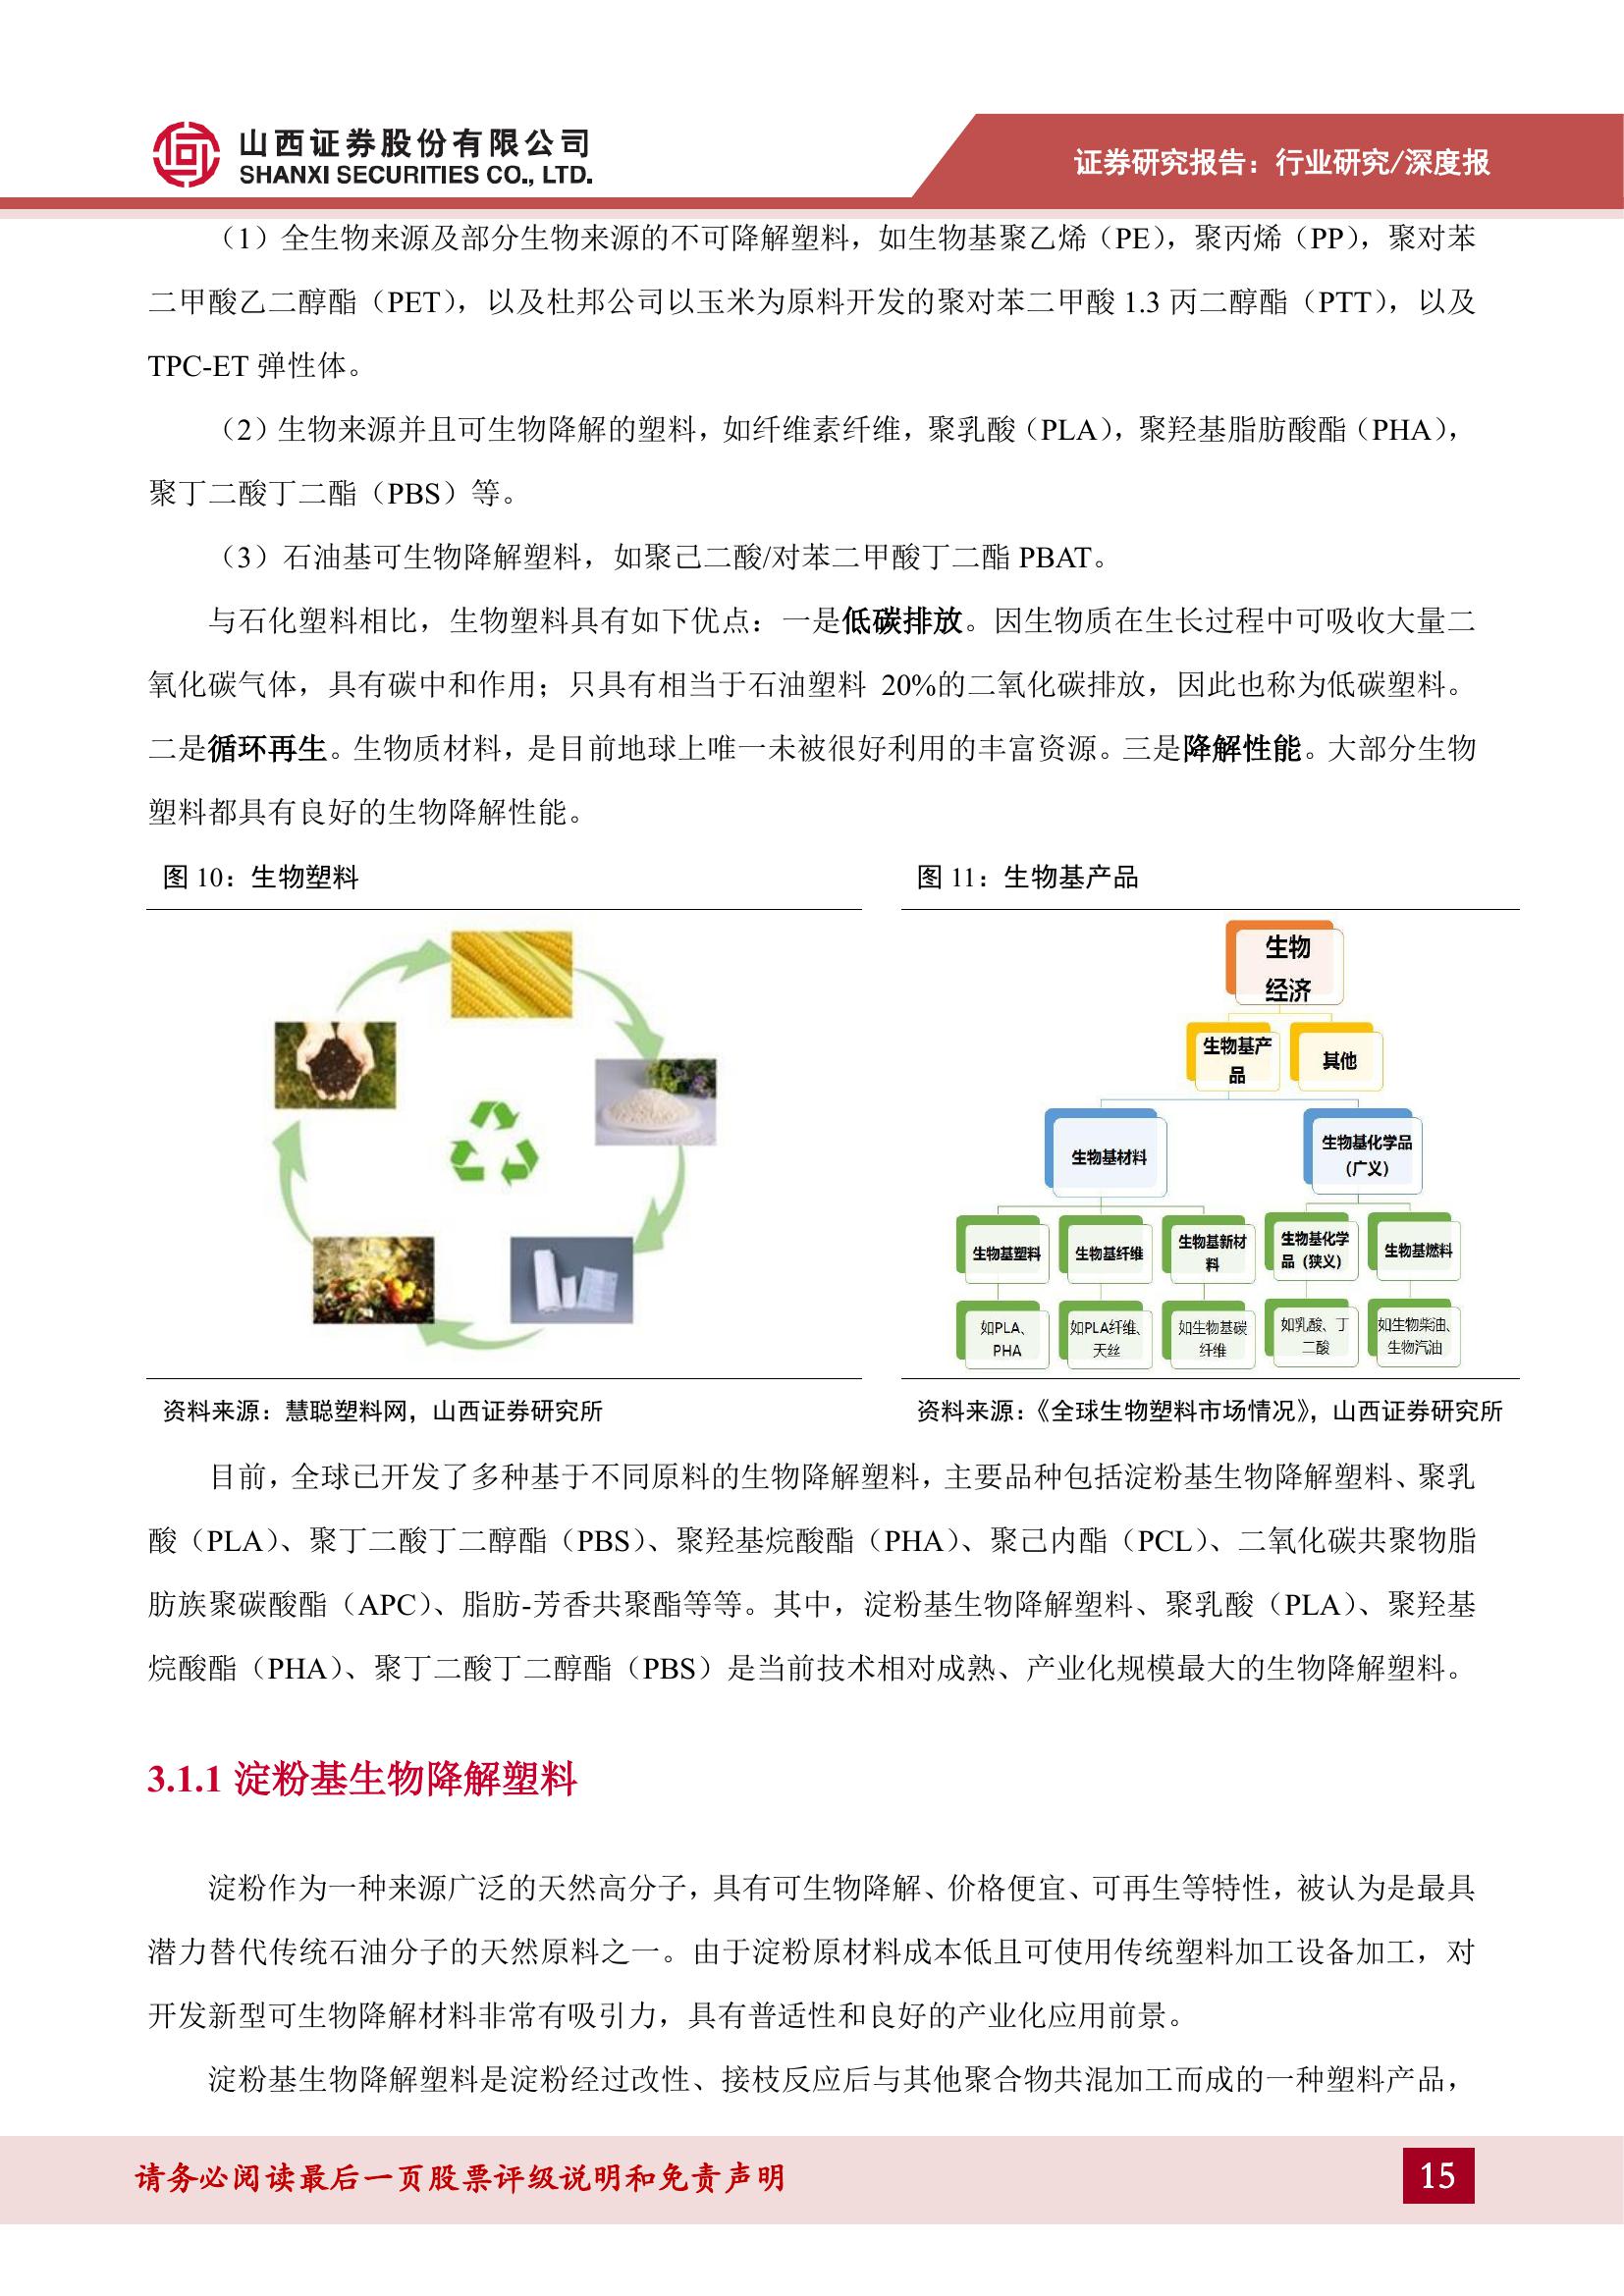 山西证券股份有限公司
SHANXI SECURITIES CO., LTD.
证券研究报告：行业研究/深度报
（1）全生物来源及部分生物来源的不可降解塑料，如生物基聚乙烯（PE），聚丙烯（PP），聚对苯
二甲酸乙二醇酯（PET），以及杜邦公司以玉米为原料开发的聚对苯二甲酸 1.3 丙二醇酯（PTT），以及
TPC-ET 弹性体。
（2）生物来源并且可生物降解的塑料，如纤维素纤维，聚乳酸（PLA），聚羟基脂肪酸酯（PHA），
聚丁二酸丁二酯（PBS）等。
（3）石油基可生物降解塑料，如聚己二酸/对苯二甲酸丁二酯 PBAT。
与石化塑料相比，生物塑料具有如下优点：一是低碳排放。因生物质在生长过程中可吸收大量二
氧化碳气体，具有碳中和作用；只具有相当于石油塑料 20%的二氧化碳排放，因此也称为低碳塑料。
二是循环再生。生物质材料，是目前地球上唯一未被很好利用的丰富资源。三是降解性能。大部分生物
塑料都具有良好的生物降解性能。
图 10：生物塑料
图 11：生物基产品
生物
经济
生物基产
品
其他
生物基材料
生物基化学品
（广义）
生物基塑料
生物基纤维
生物基新材
料
生物基化学
品（狭义）
生物基燃料
如PLA、
PHA
如PLA纤维、
天丝
如生物基碳
纤维
如乳酸、丁
二酸
如生物柴油、
生物汽油
资料来源：慧聪塑料网，山西证券研究所
资料来源：《全球生物塑料市场情况》，山西证券研究所
目前，全球已开发了多种基于不同原料的生物降解塑料，主要品种包括淀粉基生物降解塑料、聚乳
酸（PLA）、聚丁二酸丁二醇酯（PBS）、聚羟基烷酸酯（PHA）、聚己内酯（PCL）、二氧化碳共聚物脂
肪族聚碳酸酯（APC）、脂肪-芳香共聚酯等等。其中，淀粉基生物降解塑料、聚乳酸（PLA）、聚羟基
烷酸酯（PHA）、聚丁二酸丁二醇酯（PBS）是当前技术相对成熟、产业化规模最大的生物降解塑料。
3.1.1 淀粉基生物降解塑料
淀粉作为一种来源广泛的天然高分子，具有可生物降解、价格便宜、可再生等特性，被认为是最具
潜力替代传统石油分子的天然原料之一。由于淀粉原材料成本低且可使用传统塑料加工设备加工，对
开发新型可生物降解材料非常有吸引力，具有普适性和良好的产业化应用前景。
淀粉基生物降解塑料是淀粉经过改性、接枝反应后与其他聚合物共混加工而成的一种塑料产品，
请务必阅读最后一页股票评级说明和免责声明
15